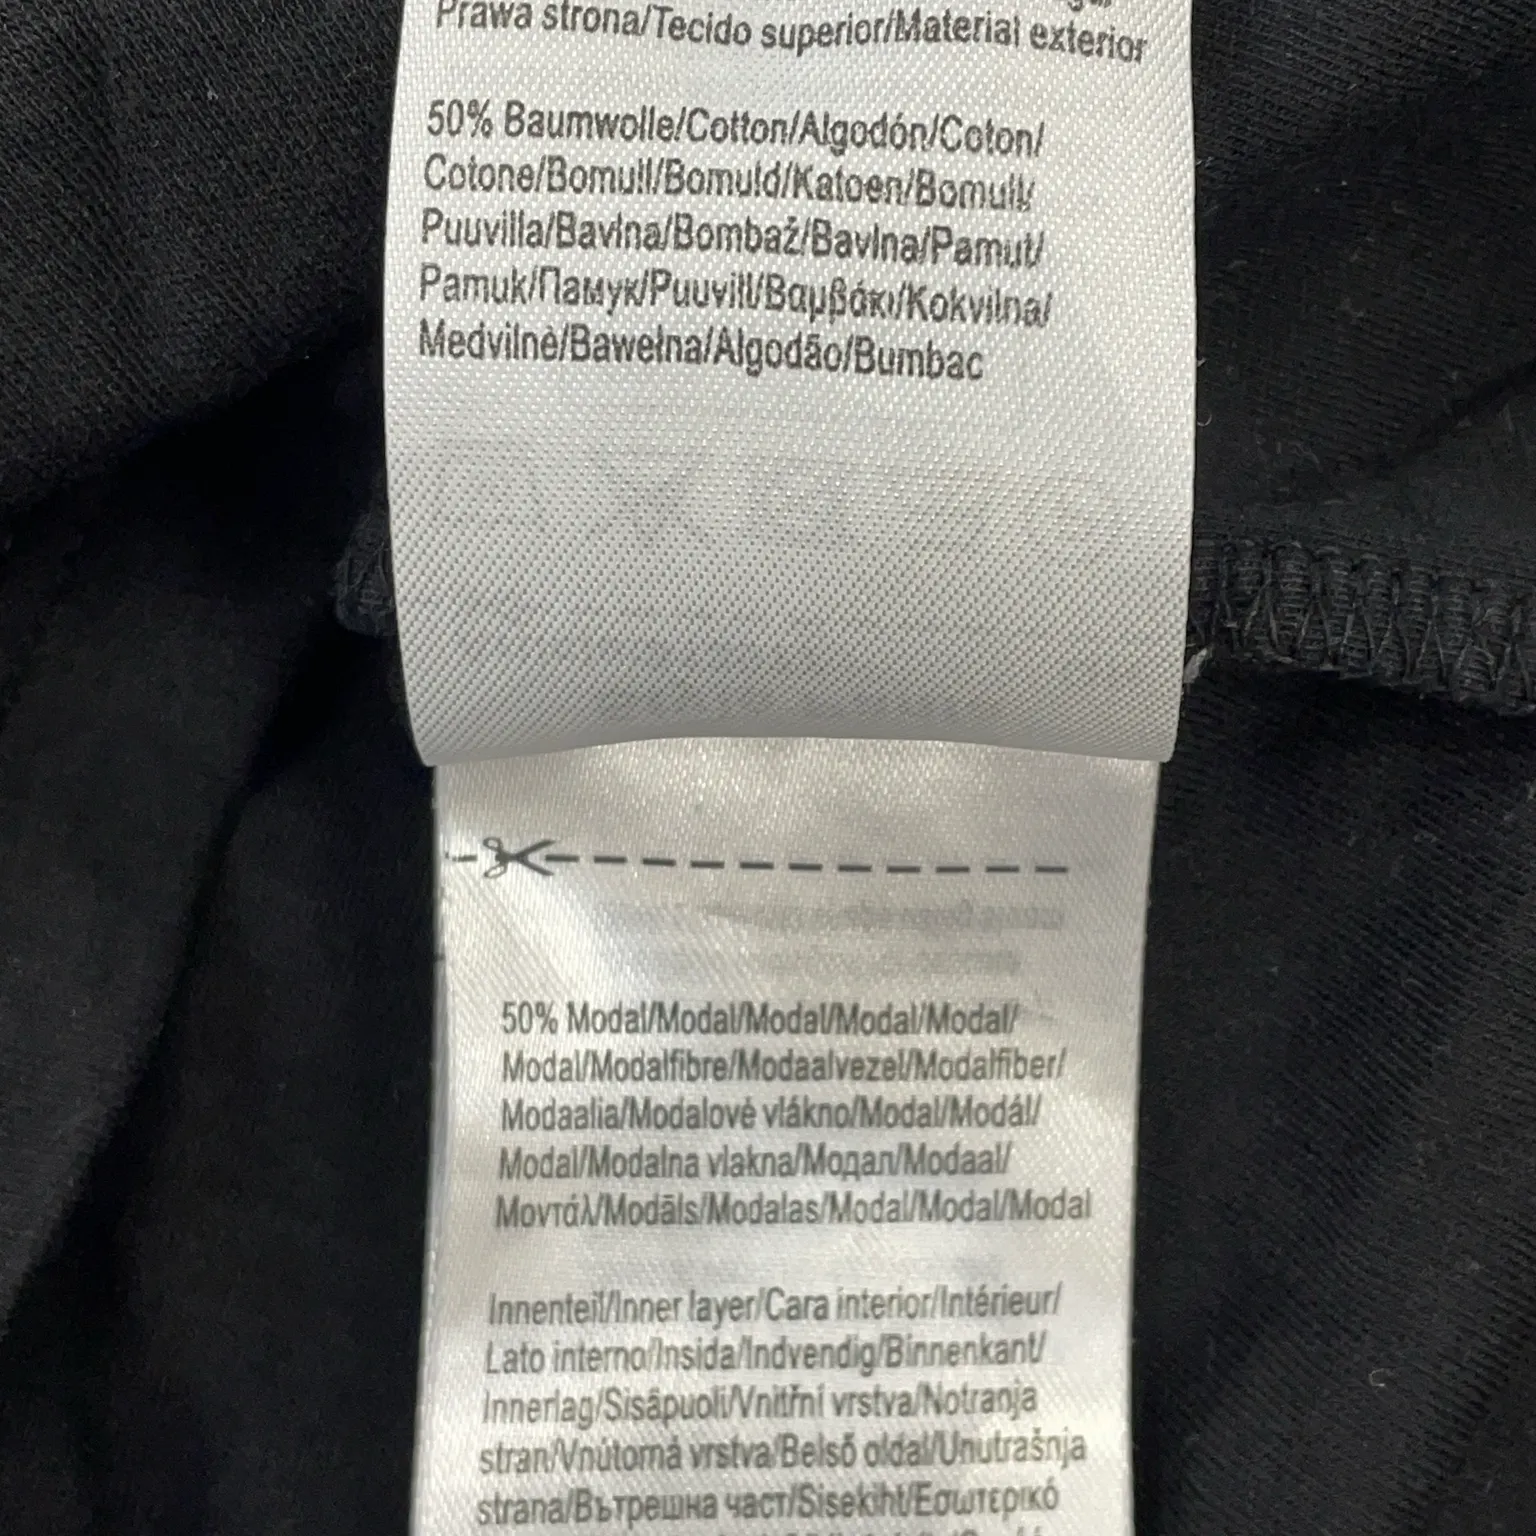 Prawa strona/Tecido superior/Material exterior
50% Baumwolle/Cotton/Algodón/Coton/
Cotone/Bomull/Bomuld/Katoen/Bomull/
Puuvilla/Bavlna/Bombaž/Bavlna/Pamut/
Pamuk/Памук/Puuvill/Βαμβάκι/Kokvilna/
Medvilnė/Bawełna/Algodão/Bumbac
50% Modal/Modal/Modal/Modal/Modal/
Modal/Modalfibre/Modaalvezel/Modalfiber/
Modaalia/Modalové vlákno/Modal/Modál/
Modal/Modalna vlakna/Модал/Modaal/
Μοντάλ/Modāls/Modalas/Modal/Modal/Modal
Innenteil/Inner layer/Cara interior/Intérieur/
Lato interno/Insida/Indvendig/Binnenkant/
Innerlag/Sisäpuoli/Vnitřní vrstva/Notranja
stran/Vnútorná vrstva/Belső oldal/Unutrašnja
strana/Вътрешна част/Sisekiht/Εσωτερικό